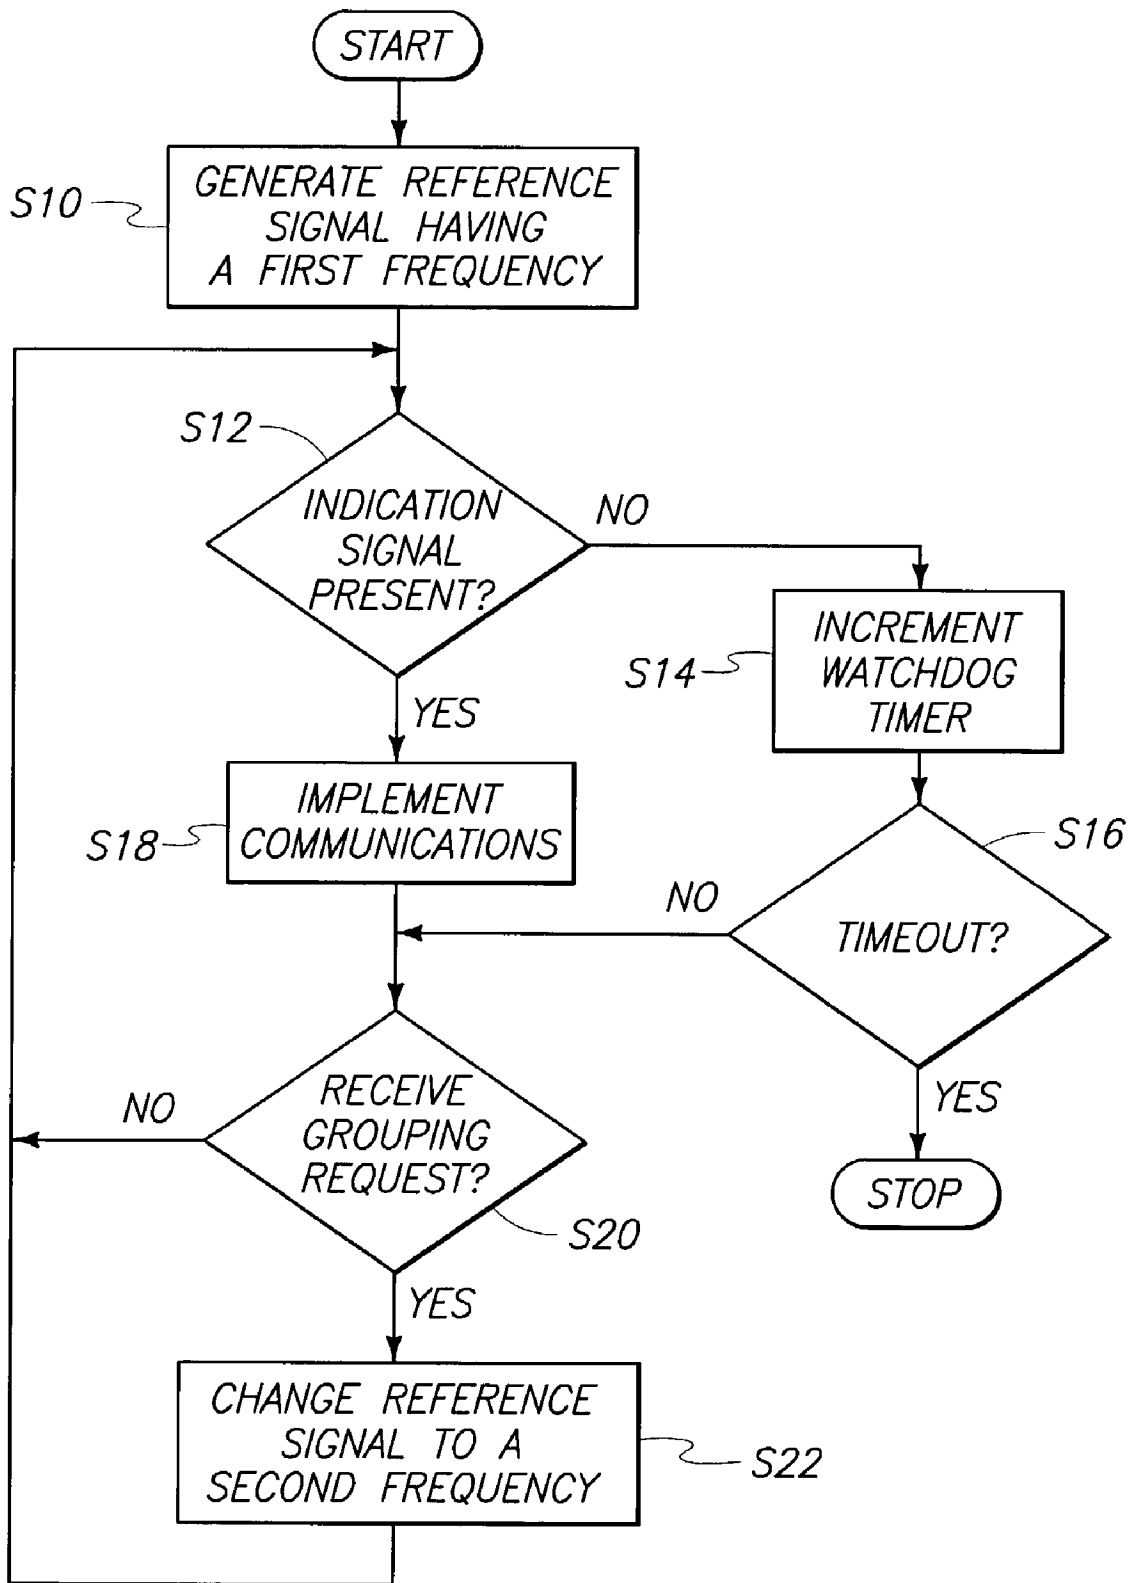 START
S10
GENERATE REFERENCE
SIGNAL HAVING
A FIRST FREQUENCY
S12
INDICATION
SIGNAL
PRESENT?
NO
YES
S14
INCREMENT
WATCHDOG
TIMER
S18
IMPLEMENT
COMMUNICATIONS
S16
TIMEOUT?
NO
YES
STOP
RECEIVE
GROUPING
REQUEST?
NO
S20
YES
CHANGE REFERENCE
SIGNAL TO A
SECOND FREQUENCY
S22